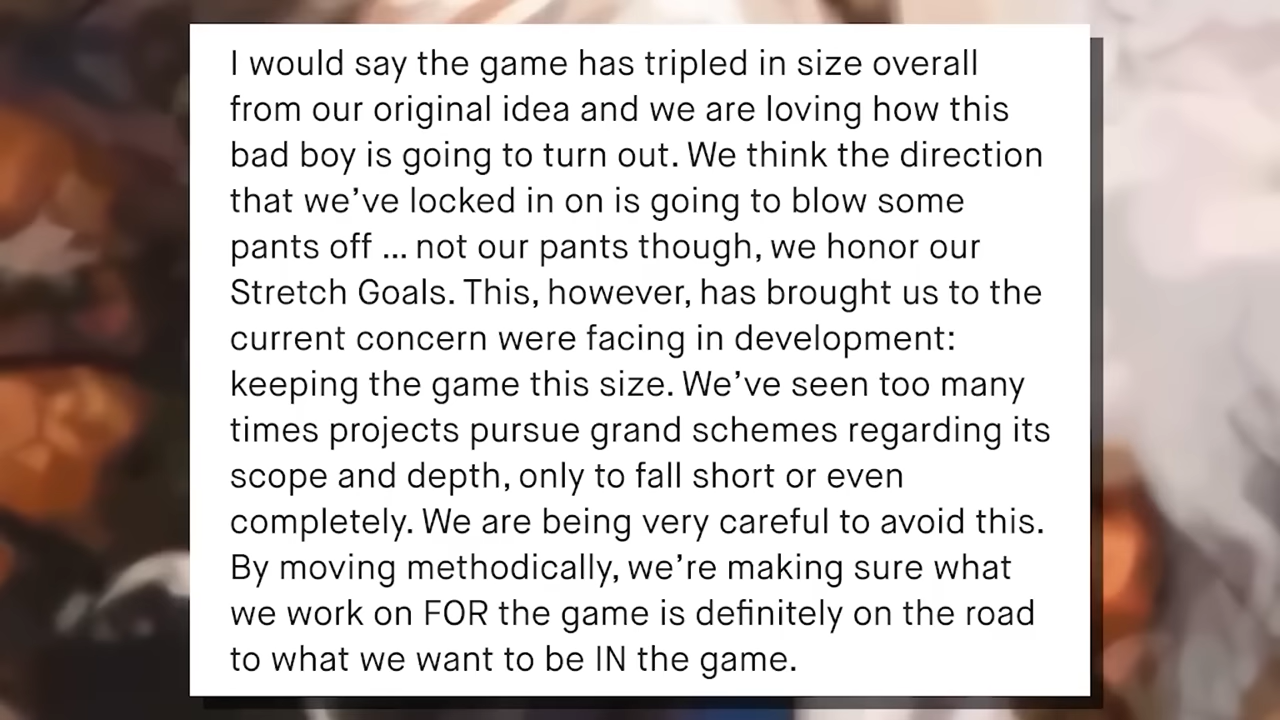 I would say the game has tripled in size overall
from our original idea and we are loving how this
bad boy is going to turn out. We think the direction
that we’ve locked in on is going to blow some
pants off ... not our pants though, we honor our
Stretch Goals. This, however, has brought us to the
current concern were facing in development:
keeping the game this size. We’ve seen too many
times projects pursue grand schemes regarding its
scope and depth, only to fall short or even
completely. We are being very careful to avoid this.
By moving methodically, we’re making sure what
we work on FOR the game is definitely on the road
to what we want to be IN the game.